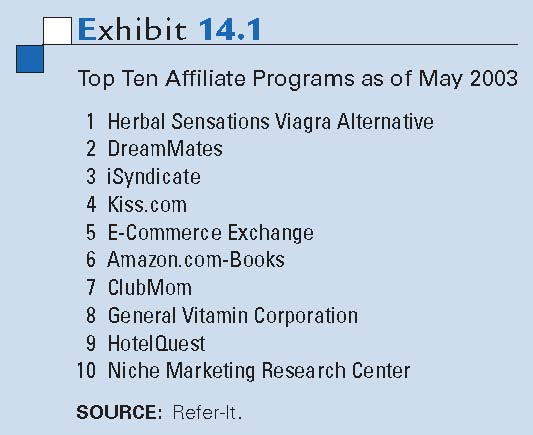 Exhibit 14.1
Top Ten Affiliate Programs as of May 2003
1 Herbal Sensations Viagra Alternative
2 DreamMates
3 iSyndicate
4 Kiss.com
5 E-Commerce Exchange
6 Amazon.com-Books
7 ClubMom
8 General Vitamin Corporation
9 HotelQuest
10 Niche Marketing Research Center
SOURCE: Refer-It.